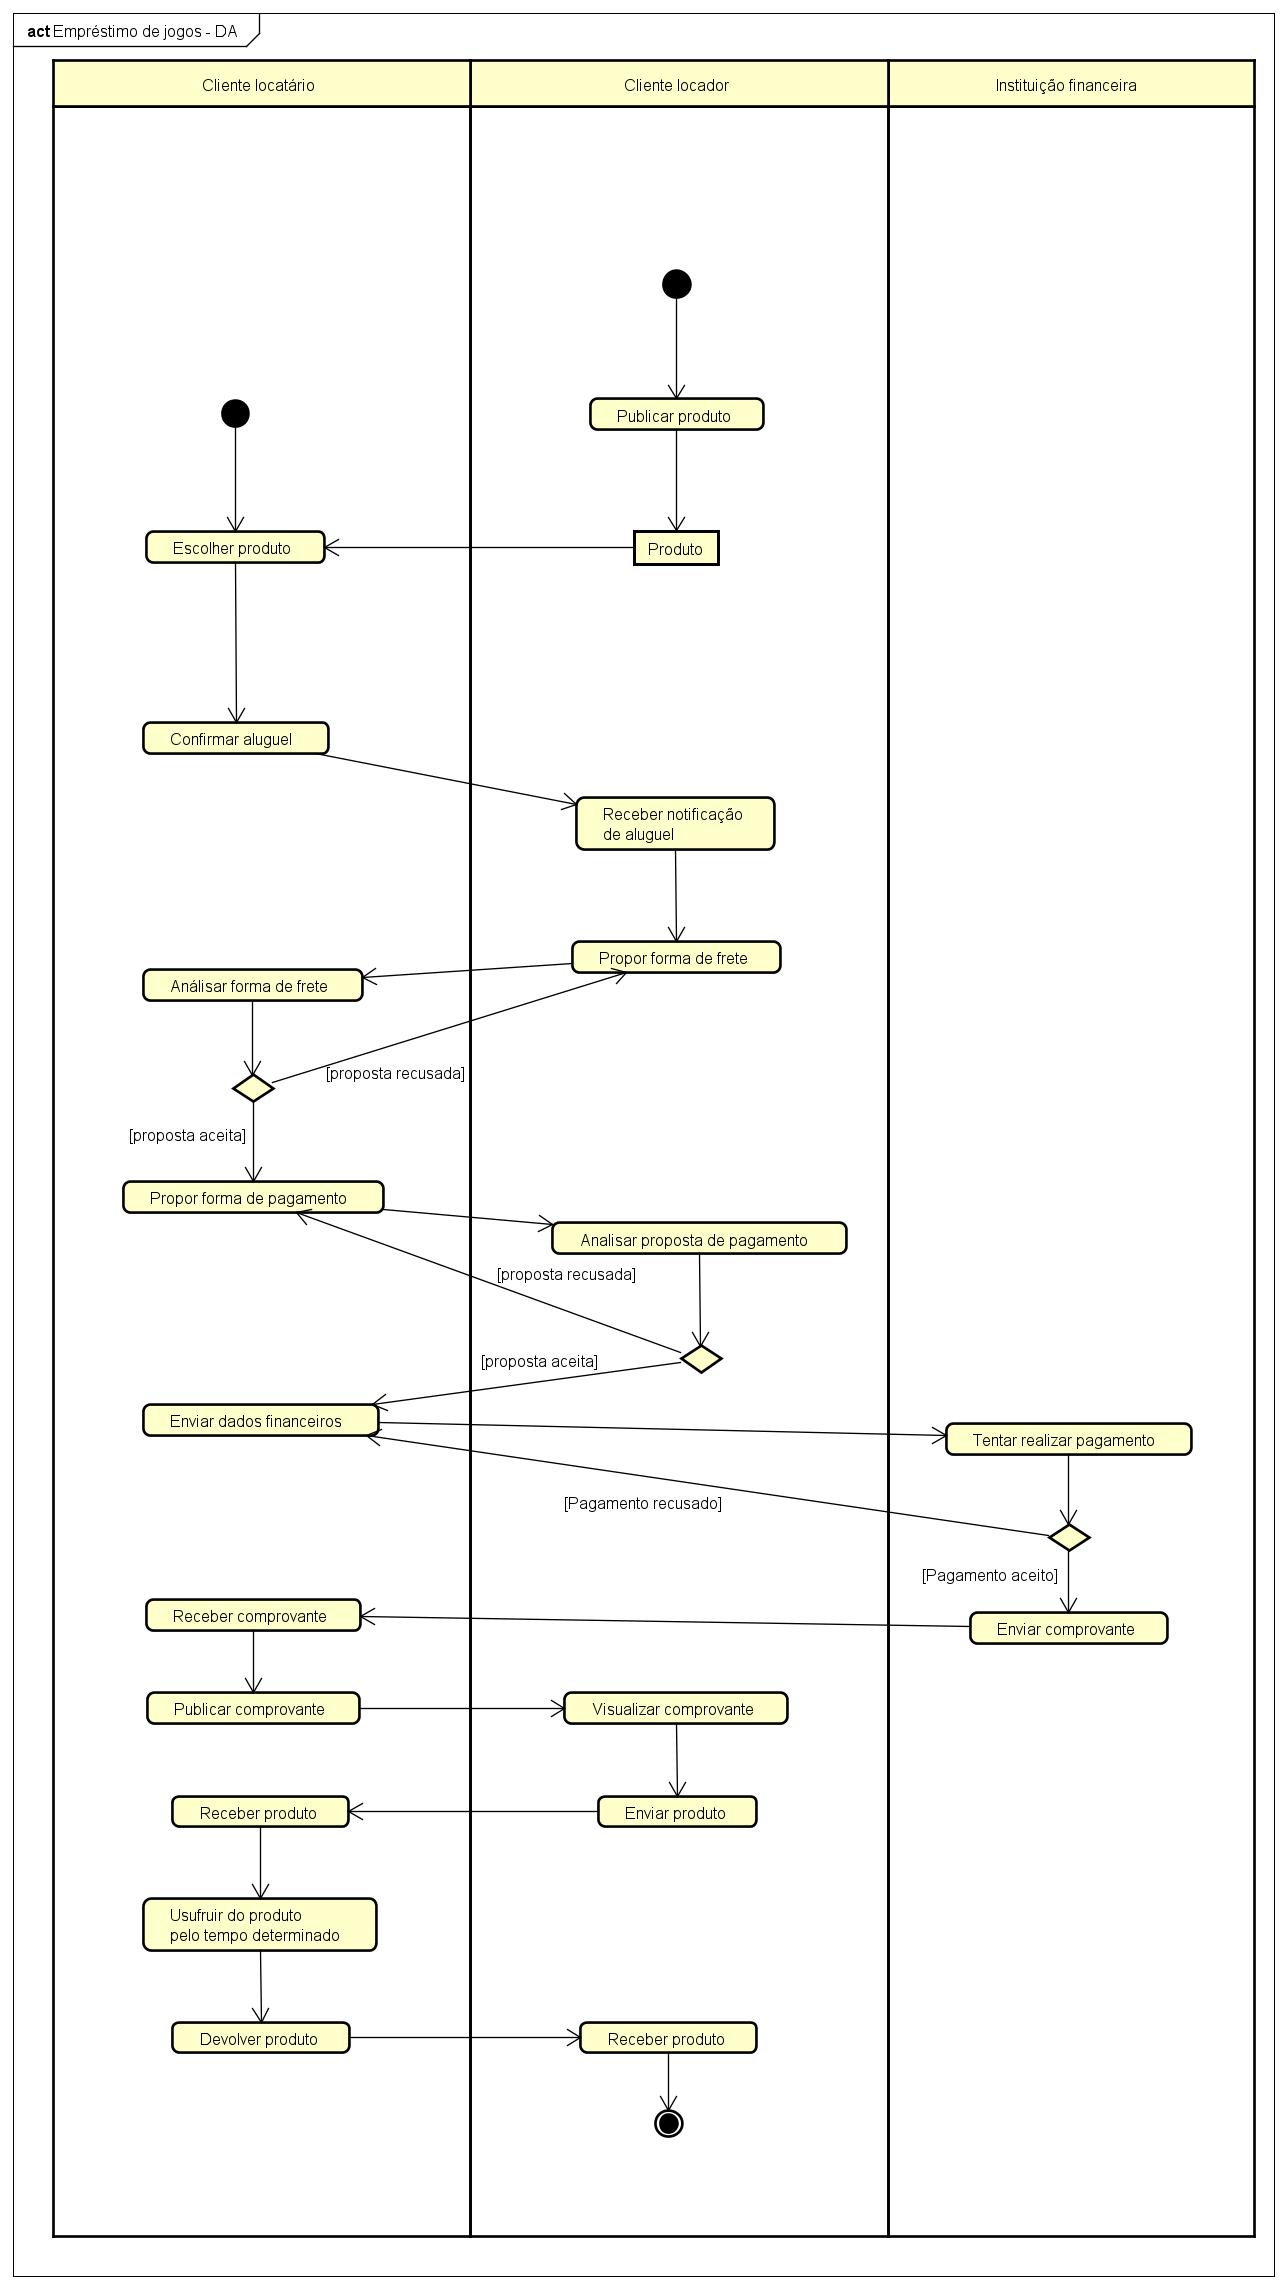 act Empréstimo de jogos - DA
Cliente locatário
Cliente locador
Instituição financeira
Publicar produto
Escolher produto
Produto
Confirmar aluguel
Receber notificação
de aluguel
Propor forma de frete
Análisar forma de frete
[proposta recusada]
[proposta aceita]
Propor forma de pagamento
Analisar proposta de pagamento
[proposta recusada]
[proposta aceita]
Enviar dados financeiros
Tentar realizar pagamento
[Pagamento recusado]
[Pagamento aceito]
Receber comprovante
Enviar comprovante
Publicar comprovante
Visualizar comprovante
Receber produto
Enviar produto
Usufruir do produto
pelo tempo determinado
Devolver produto
Receber produto